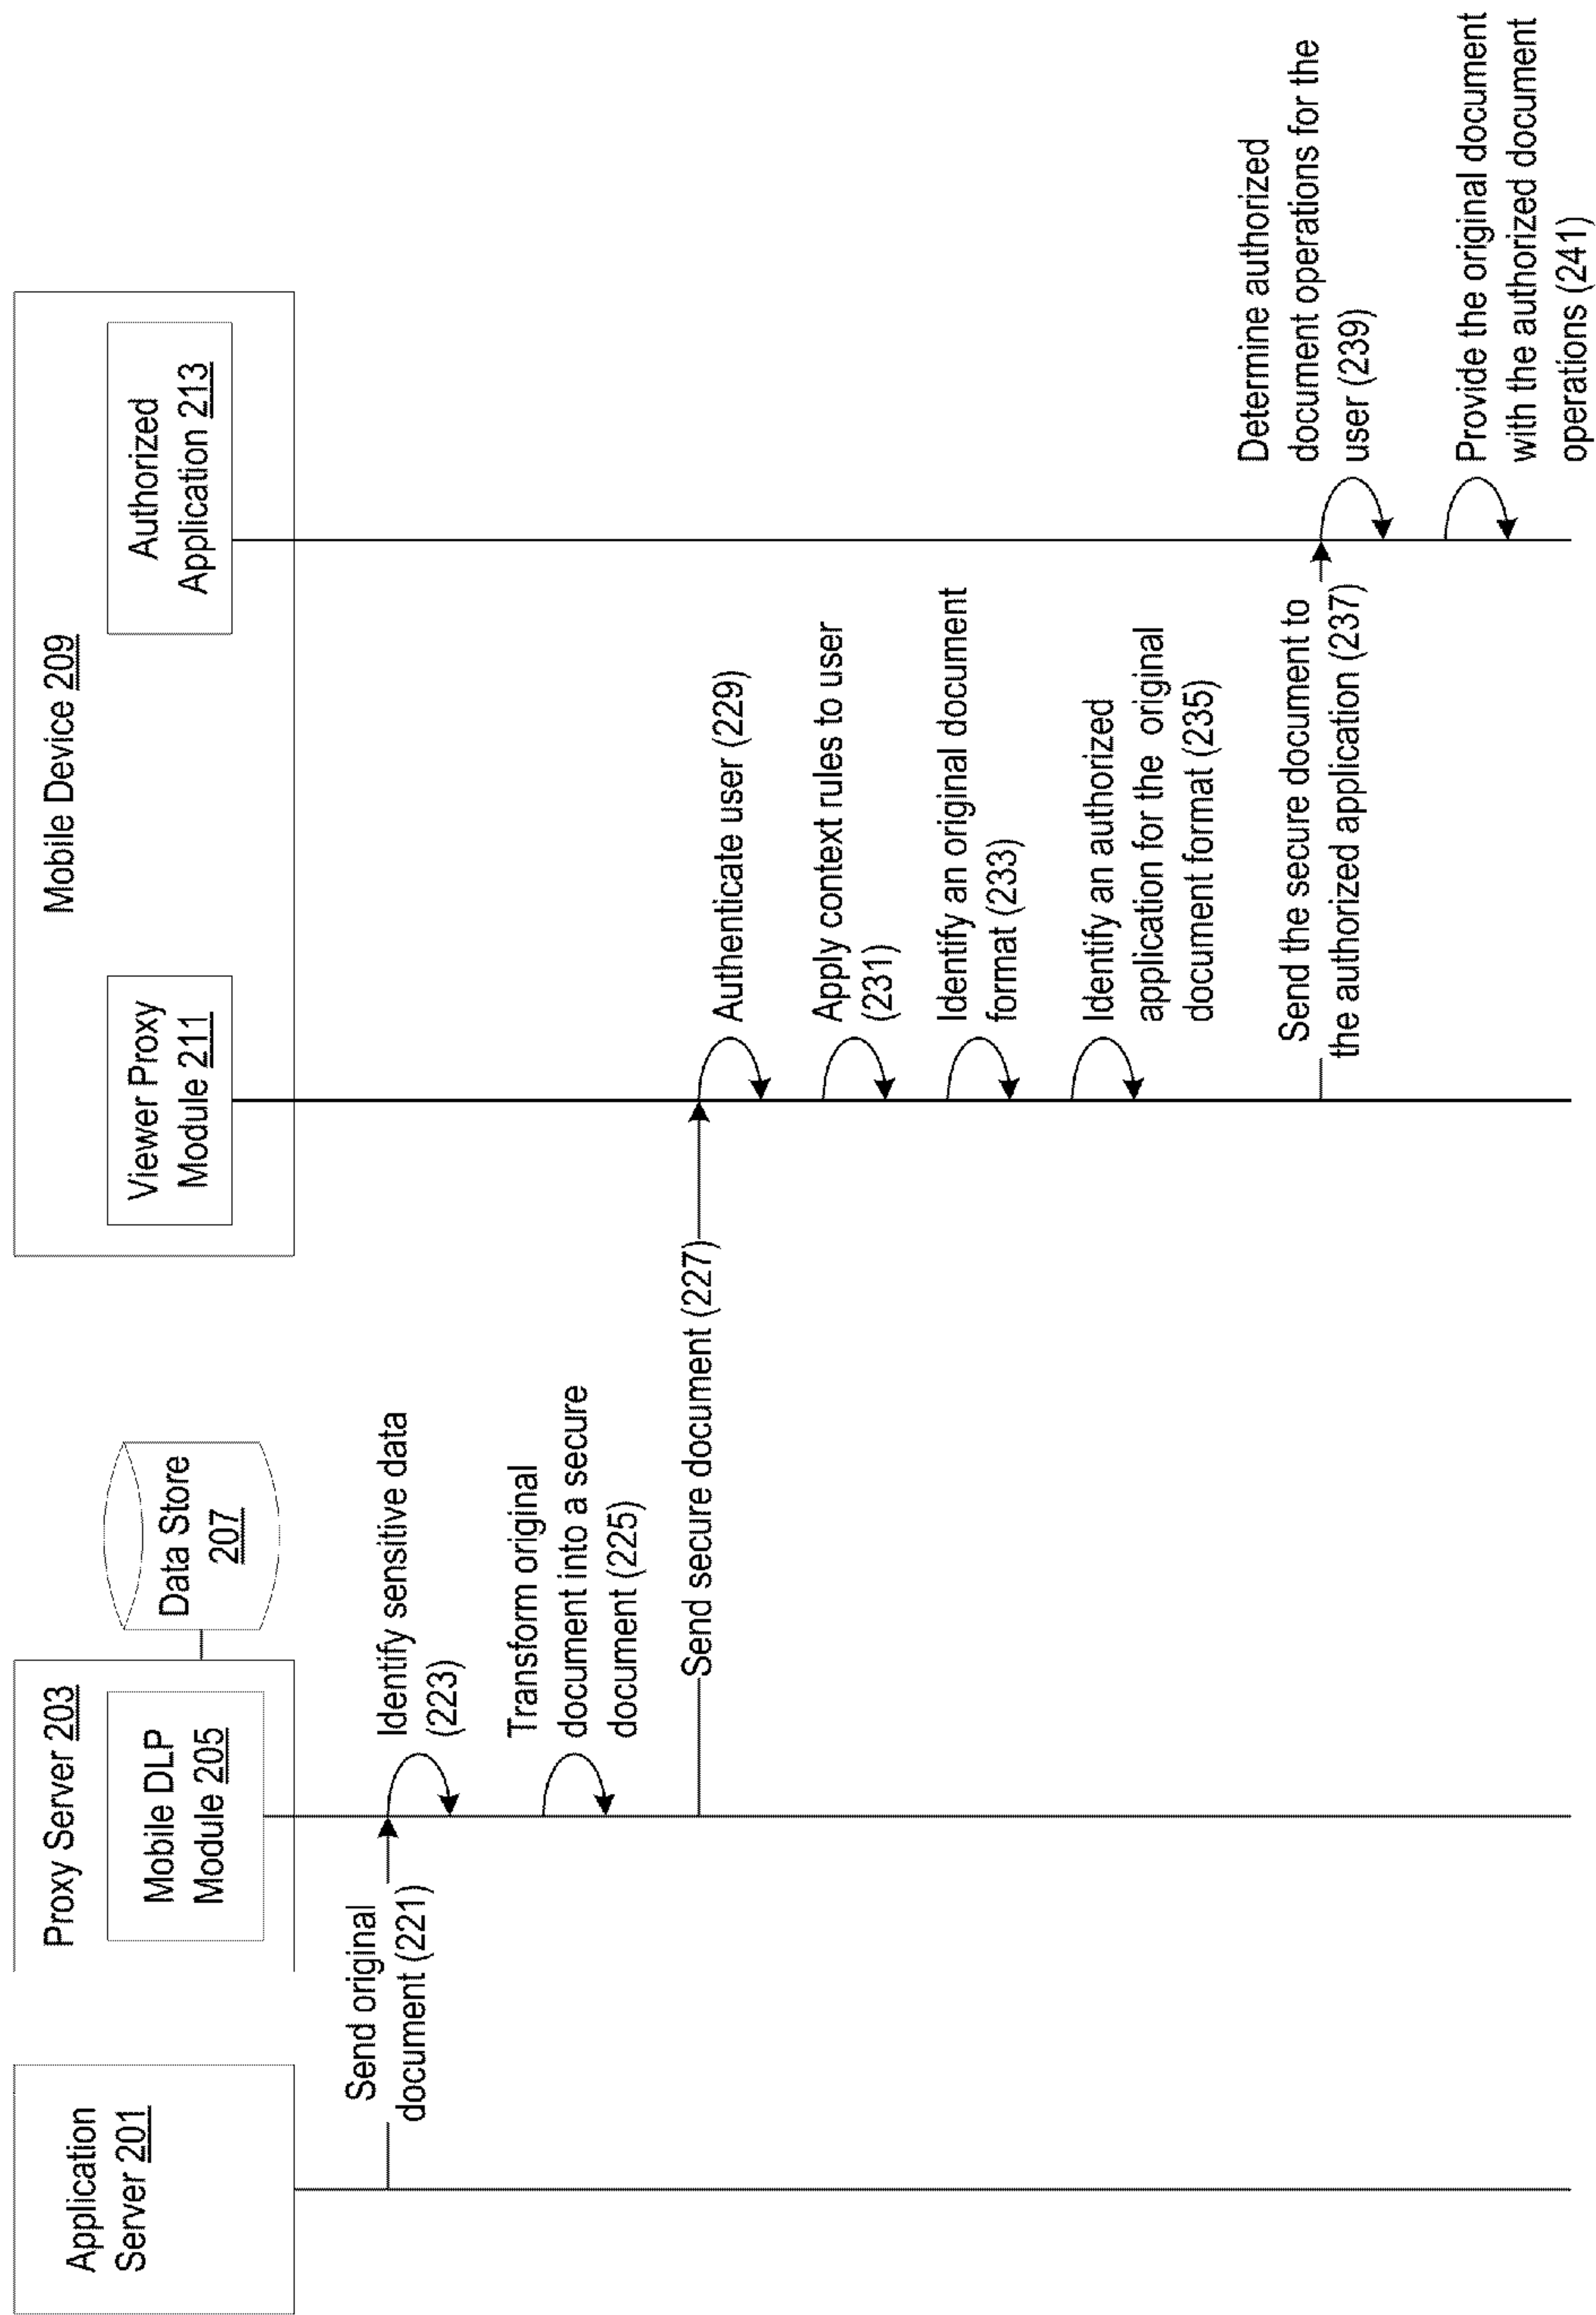 Application
Server 201
Proxy Server 203
Mobile DLP
Module 205
Data Store
207
Mobile Device 209
Viewer Proxy
Module 211
Authorized
Application 213
Send original
document (221)
Identify sensitive data
(223)
Transform original
document into a secure
document (225)
Send secure document (227)
Authenticate user (229)
Apply context rules to user
(231)
Identify an original document
format (233)
Identify an authorized
application for the original
document format (235)
Send the secure document to
the authorized application (237)
Determine authorized
document operations for the
user (239)
Provide the original document
with the authorized document
operations (241)